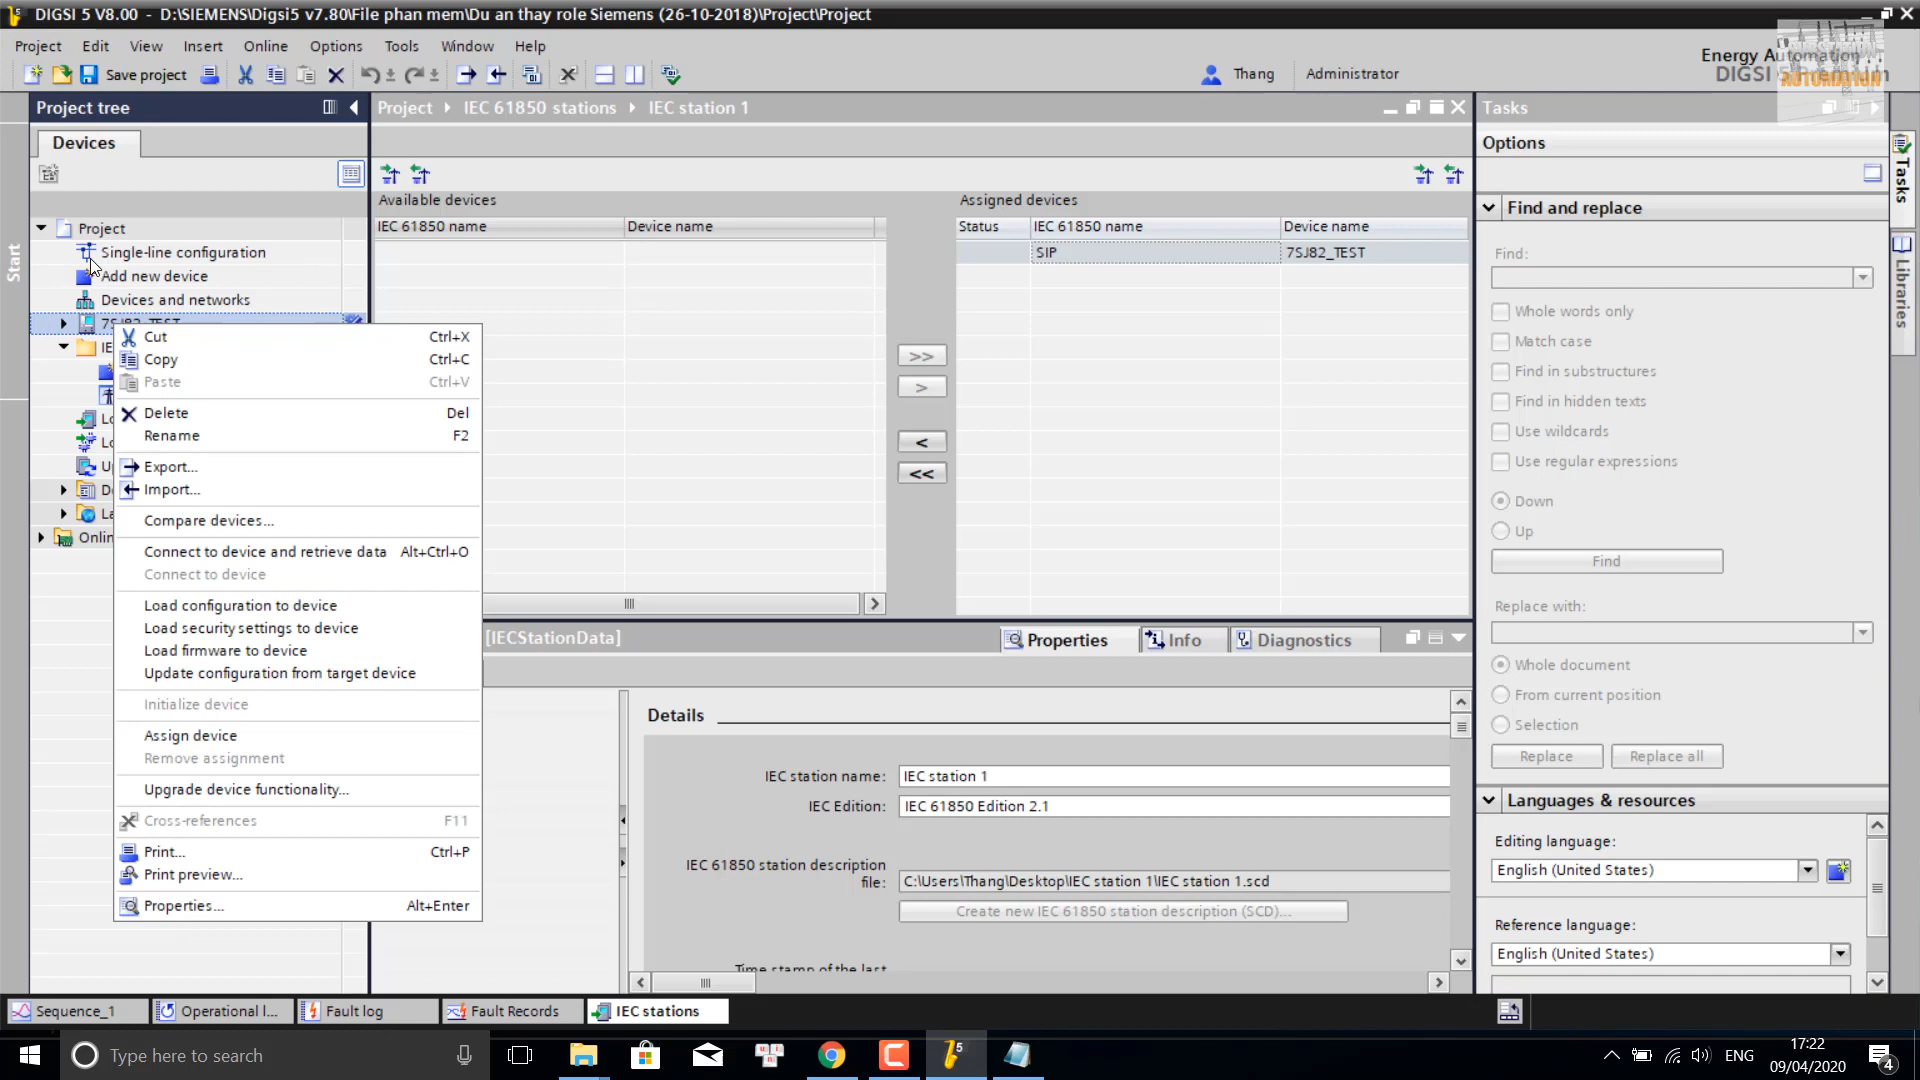 DIGSI 5 V8.00 - D:\SIEMENS\Digsi5 v7.80\File phan mem\Du an thay role Siemens (26-10-2018)\Project\Project
Project Edit View Insert Online Options Tools Window Help
Save project
Thang
Administrator
Energy Automation
DIGSI 5 Premium
AUTOMATION
Project tree
Devices
Start
Project
Single-line configuration
Add new device
Devices and networks
7SJ82_TEST
Onlin
Cut Ctrl+X
Copy Ctrl+C
Paste Ctrl+V
Delete Del
Rename F2
Export...
Import...
Compare devices...
Connect to device and retrieve data Alt+Ctrl+O
Connect to device
Load configuration to device
Load security settings to device
Load firmware to device
Update configuration from target device
Initialize device
Assign device
Remove assignment
Upgrade device functionality...
Cross-references F11
Print... Ctrl+P
Print preview...
Properties... Alt+Enter
Project IEC 61850 stations IEC station 1
Available devices
IEC 61850 name Device name
>>
>
<
<<
Assigned devices
Status IEC 61850 name Device name
SIP 7SJ82_TEST
[IECStationData]
Properties Info Diagnostics
Details
IEC station name: IEC station 1
IEC Edition: IEC 61850 Edition 2.1
IEC 61850 station description
file: C:\Users\Thang\Desktop\IEC station 1\IEC station 1.scd
Create new IEC 61850 station description (SCD)...
Time stamp of the last
Tasks
Options
Find and replace
Find:
Whole words only
Match case
Find in substructures
Find in hidden texts
Use wildcards
Use regular expressions
Down
Up
Find
Replace with:
Whole document
From current position
Selection
Replace Replace all
Languages & resources
Editing language:
English (United States)
Reference language:
English (United States)
Tasks
Libraries
Sequence_1 Operational l... Fault log Fault Records IEC stations
Type here to search
ENG
17:22
09/04/2020
4